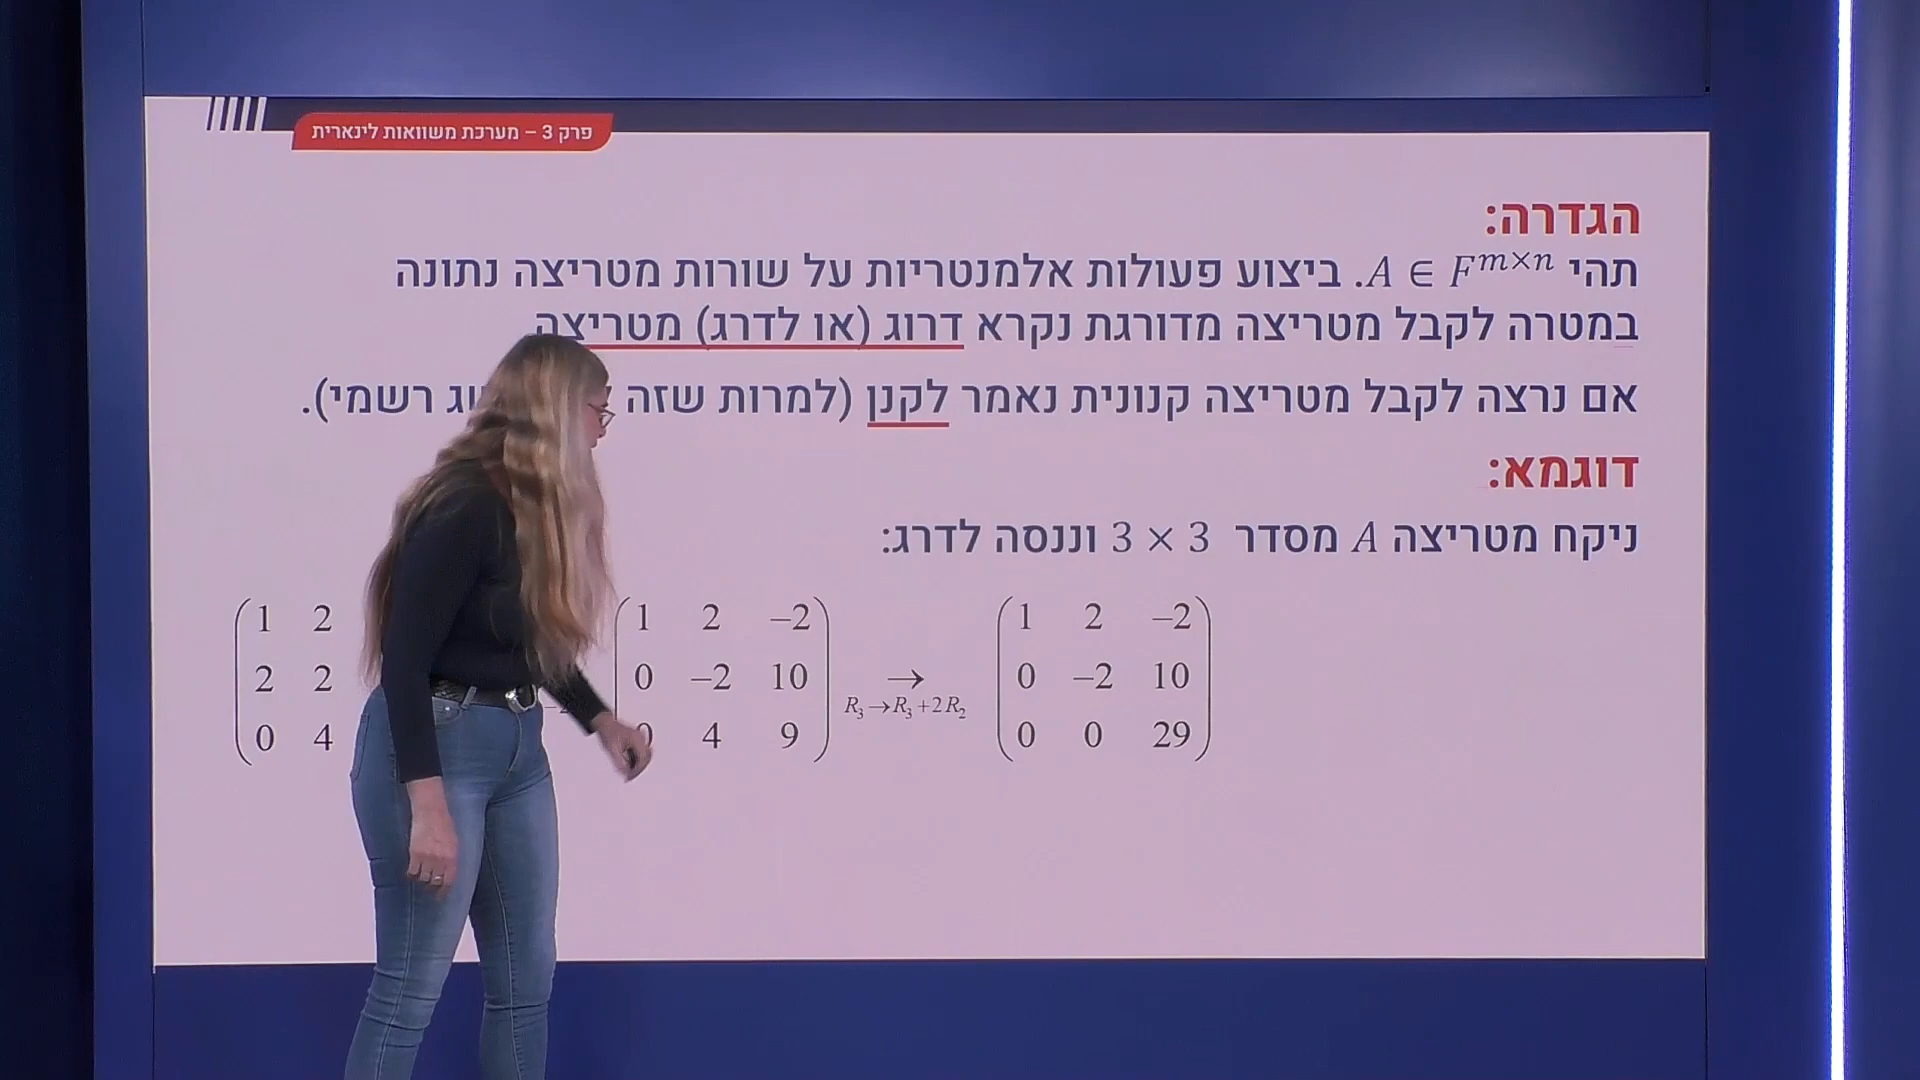 פרק 3 – מערכת משוואות לינארית
הגדרה:
תהי A ∈ F^{m×n}. ביצוע פעולות אלמנטריות על שורות מטריצה נתונה
במטרה לקבל מטריצה מדורגת נקרא דרוג (או לדרג) מטריצה
אם נרצה לקבל מטריצה קנונית נאמר לקנן (למרות שזה רשמי).
דוגמא:
ניקח מטריצה A מסדר 3 × 3 וננסה לדרג:
1 2 1 2 –2 1 2 –2
2 2 0 –2 10 → 0 –2 10
R₃→R₃+2R₂
0 4 0 4 9 0 0 29